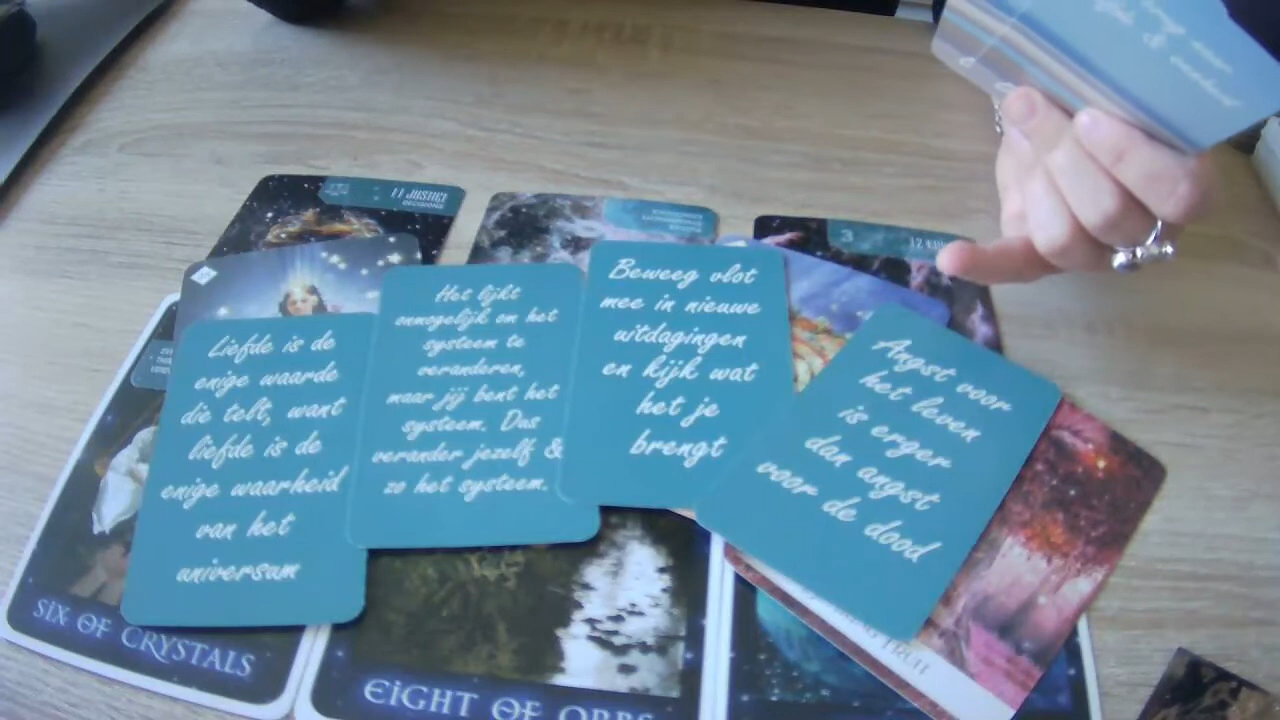 11 JUSTICE
DECISIONS
3
12
Liefde is de
enige waarde
die telt, want
liefde is de
enige waarheid
van het
universum
Het lijkt
onmogelijk om het
systeem te
veranderen,
maar jij bent het
systeem. Dus
verander jezelf &
zo het systeem.
Beweeg vlot
mee in nieuwe
uitdagingen
en kijk wat
het je
brengt
Angst voor
het leven
is erger
dan angst
voor de dood
SIX OF CRYSTALS
EIGHT OF ORBS